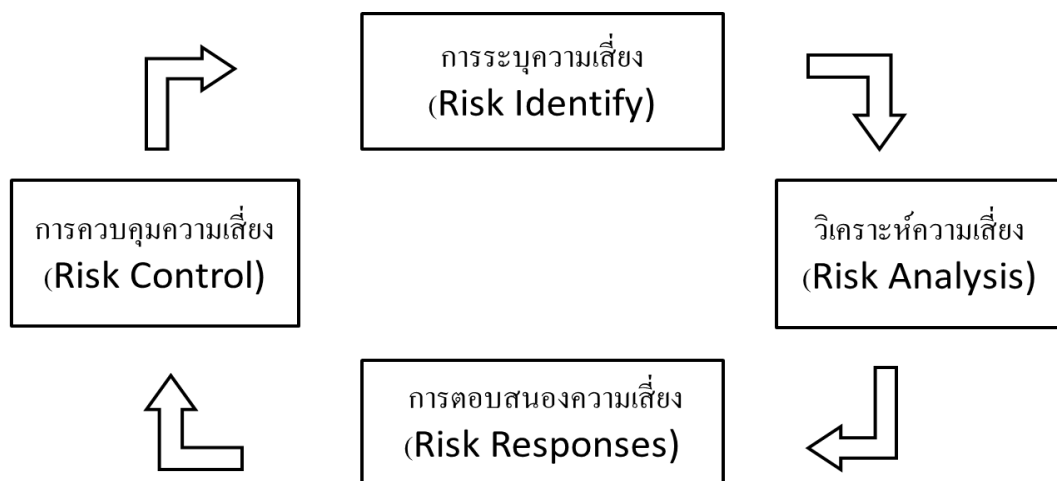 การระบุความเสี่ยง
(Risk Identify)
การควบคุมความเสี่ยง
(Risk Control)
วิเคราะห์ความเสี่ยง
(Risk Analysis)
การตอบสนองความเสี่ยง
(Risk Responses)